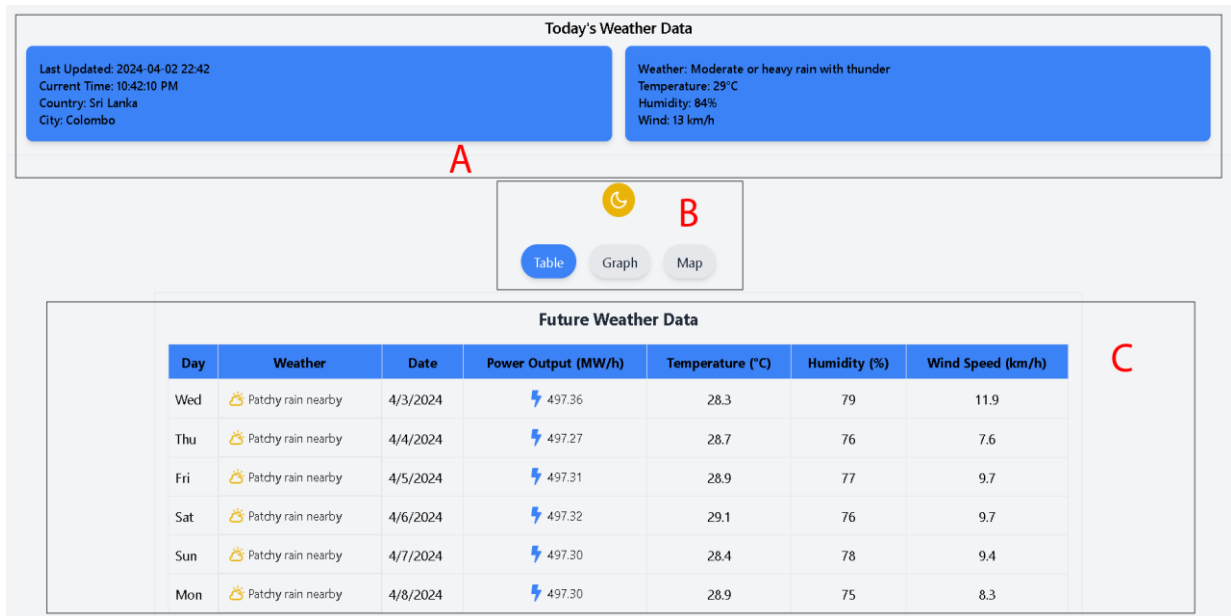 Today's Weather Data
Last Updated: 2024-04-02 22:42
Current Time: 10:42:10 PM
Country: Sri Lanka
City: Colombo
Weather: Moderate or heavy rain with thunder
Temperature: 29°C
Humidity: 84%
Wind: 13 km/h
A
B
Table Graph Map
Future Weather Data
C
Day Weather Date Power Output (MW/h) Temperature (°C) Humidity (%) Wind Speed (km/h)
Wed Patchy rain nearby 4/3/2024 497.36 28.3 79 11.9
Thu Patchy rain nearby 4/4/2024 497.27 28.7 76 7.6
Fri Patchy rain nearby 4/5/2024 497.31 28.9 77 9.7
Sat Patchy rain nearby 4/6/2024 497.32 29.1 76 9.7
Sun Patchy rain nearby 4/7/2024 497.30 28.4 78 9.4
Mon Patchy rain nearby 4/8/2024 497.30 28.9 75 8.3